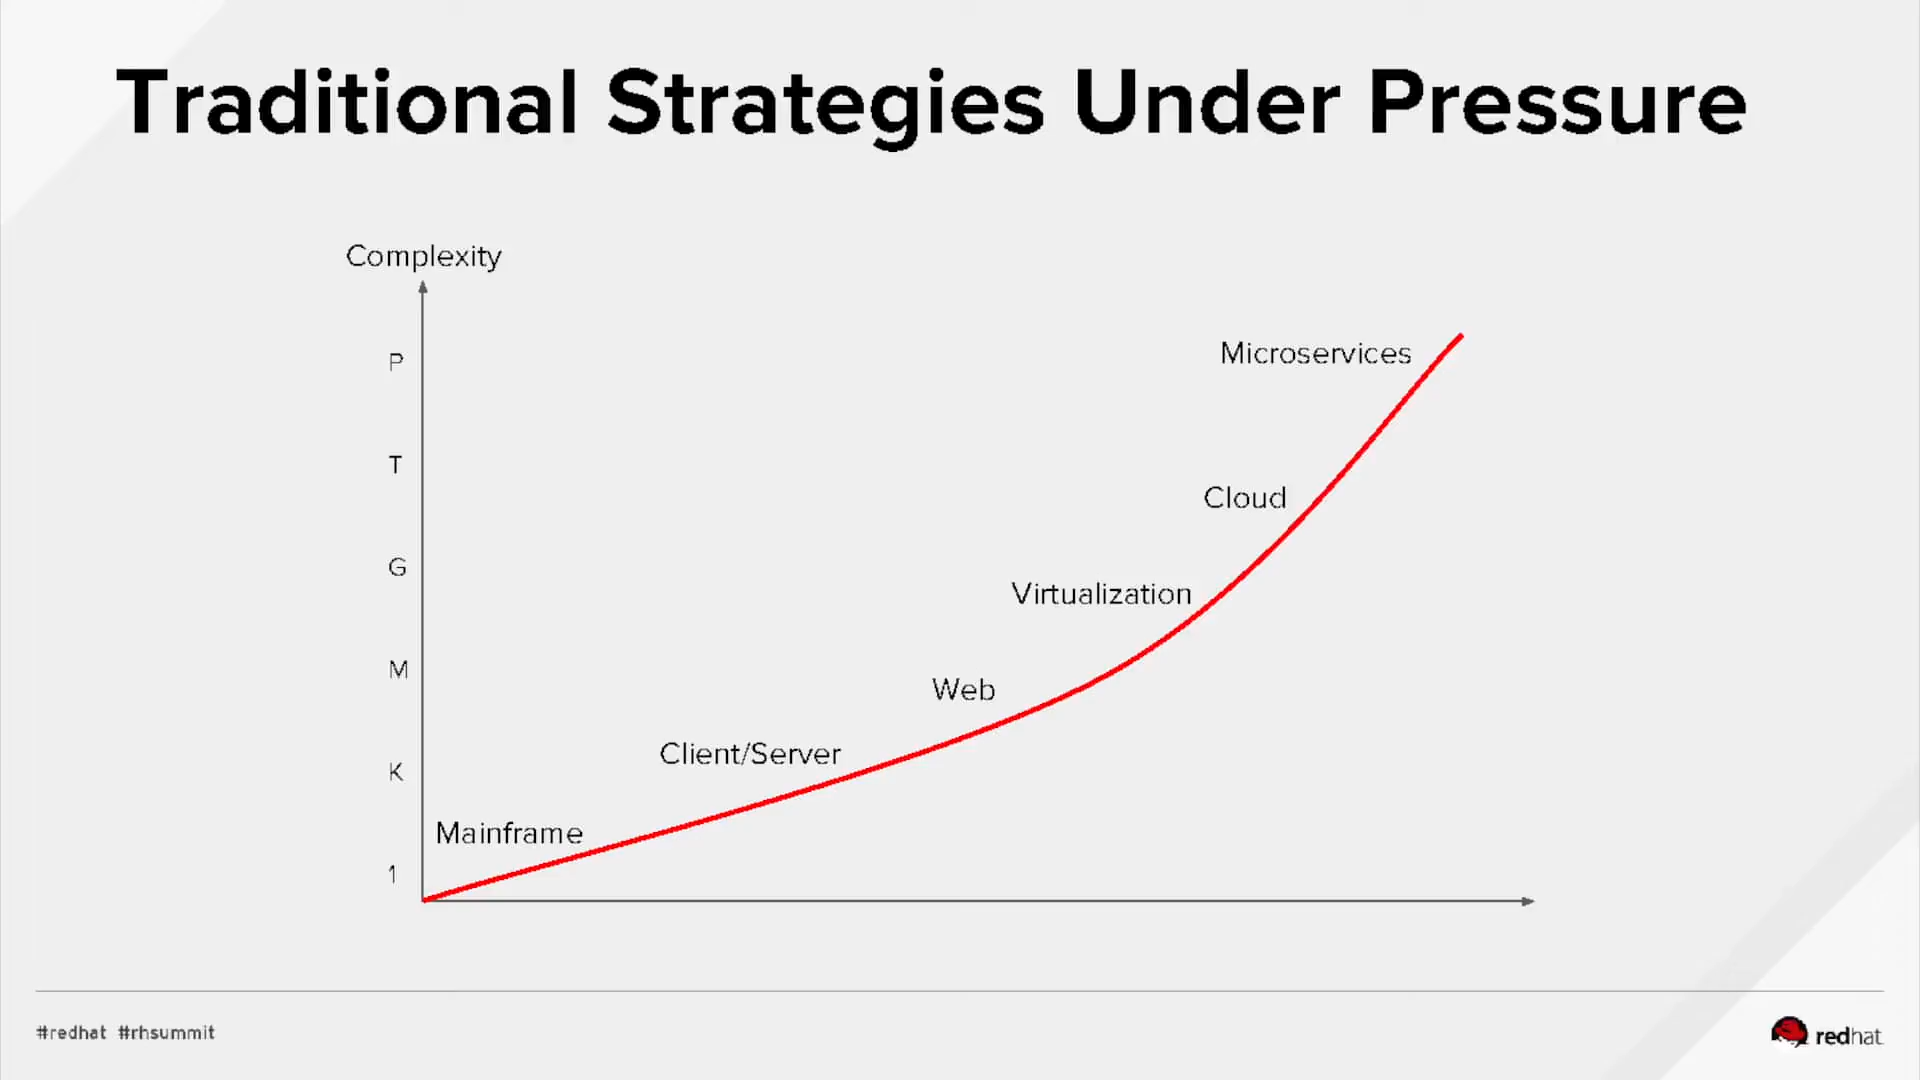 Traditional Strategies Under Pressure
Complexity
P
Microservices
T
Cloud
G
Virtualization
M
Web
Client/Server
K
Mainframe
1
#redhat #rhsummit
redhat